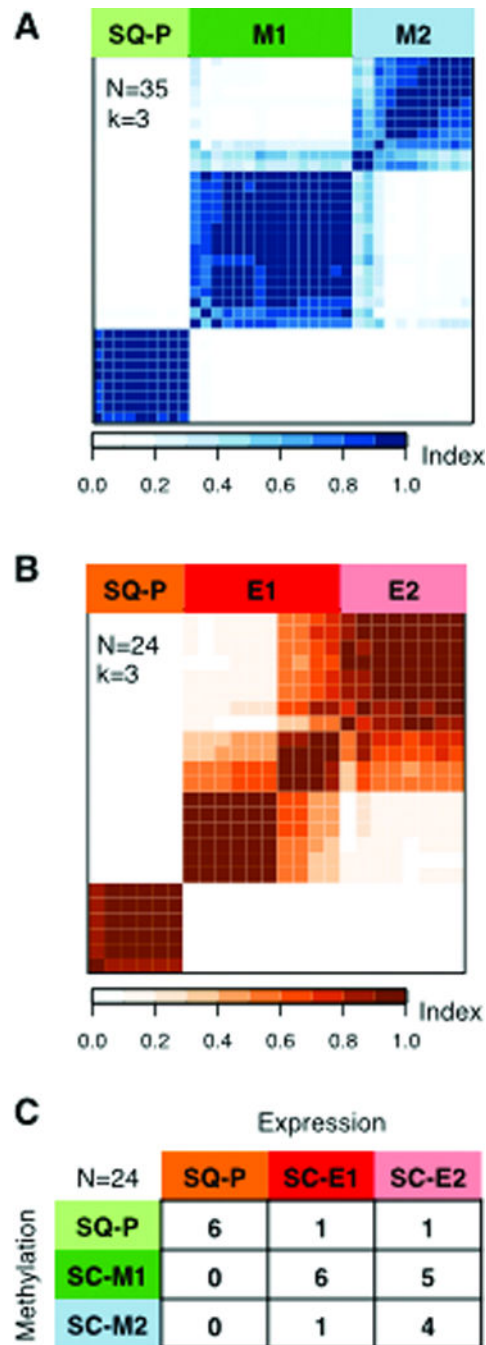 A
SQ-P M1 M2
N=35
k=3
Index
0.0 0.2 0.4 0.6 0.8 1.0
B
SQ-P E1 E2
N=24
k=3
Index
0.0 0.2 0.4 0.6 0.8 1.0
C
Expression
N=24 SQ-P SC-E1 SC-E2
Methylation
SQ-P 6 1 1
SC-M1 0 6 5
SC-M2 0 1 4